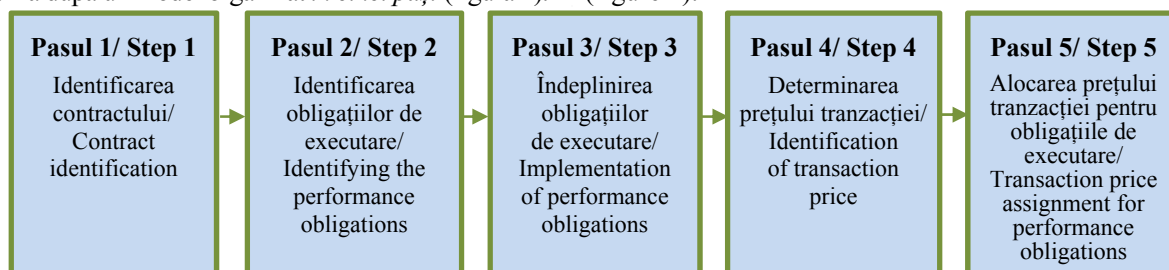 Pasul 1/ Step 1
Identificarea
contractului/
Contract
identification
Pasul 2/ Step 2
Identificarea
obligațiilor de
executare/
Identifying the
performance
obligations
Pasul 3/ Step 3
Îndeplinirea
obligațiilor
de executare/
Implementation
of performance
obligations
Pasul 4/ Step 4
Determinarea
prețului tranzacției/
Identification
of transaction
price
Pasul 5/ Step 5
Alocarea prețului
tranzacției pentru
obligațiile de
executare/
Transaction price
assignment for
performance
obligations